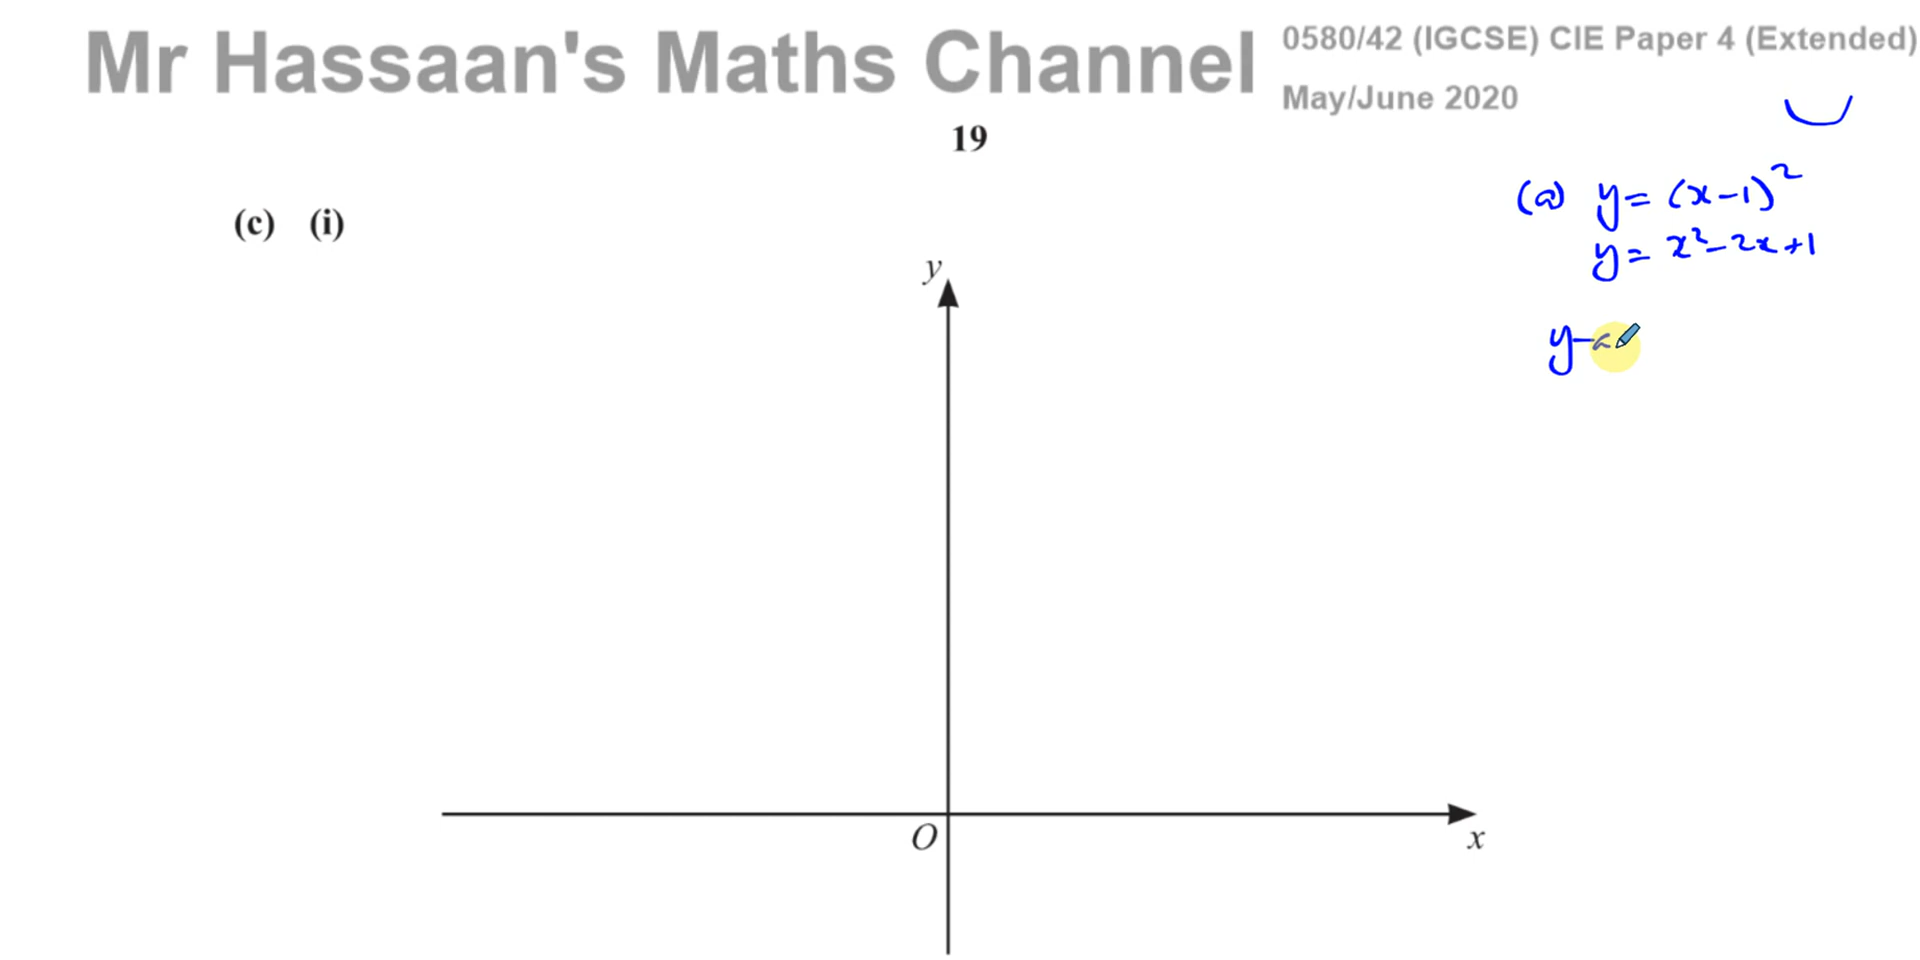 Mr Hassaan's Maths Channel
0580/42 (IGCSE) CIE Paper 4 (Extended)
May/June 2020
19
(c) (i)
(a) y = (x-1)²
y = x²-2x+1
y-
y
O
x